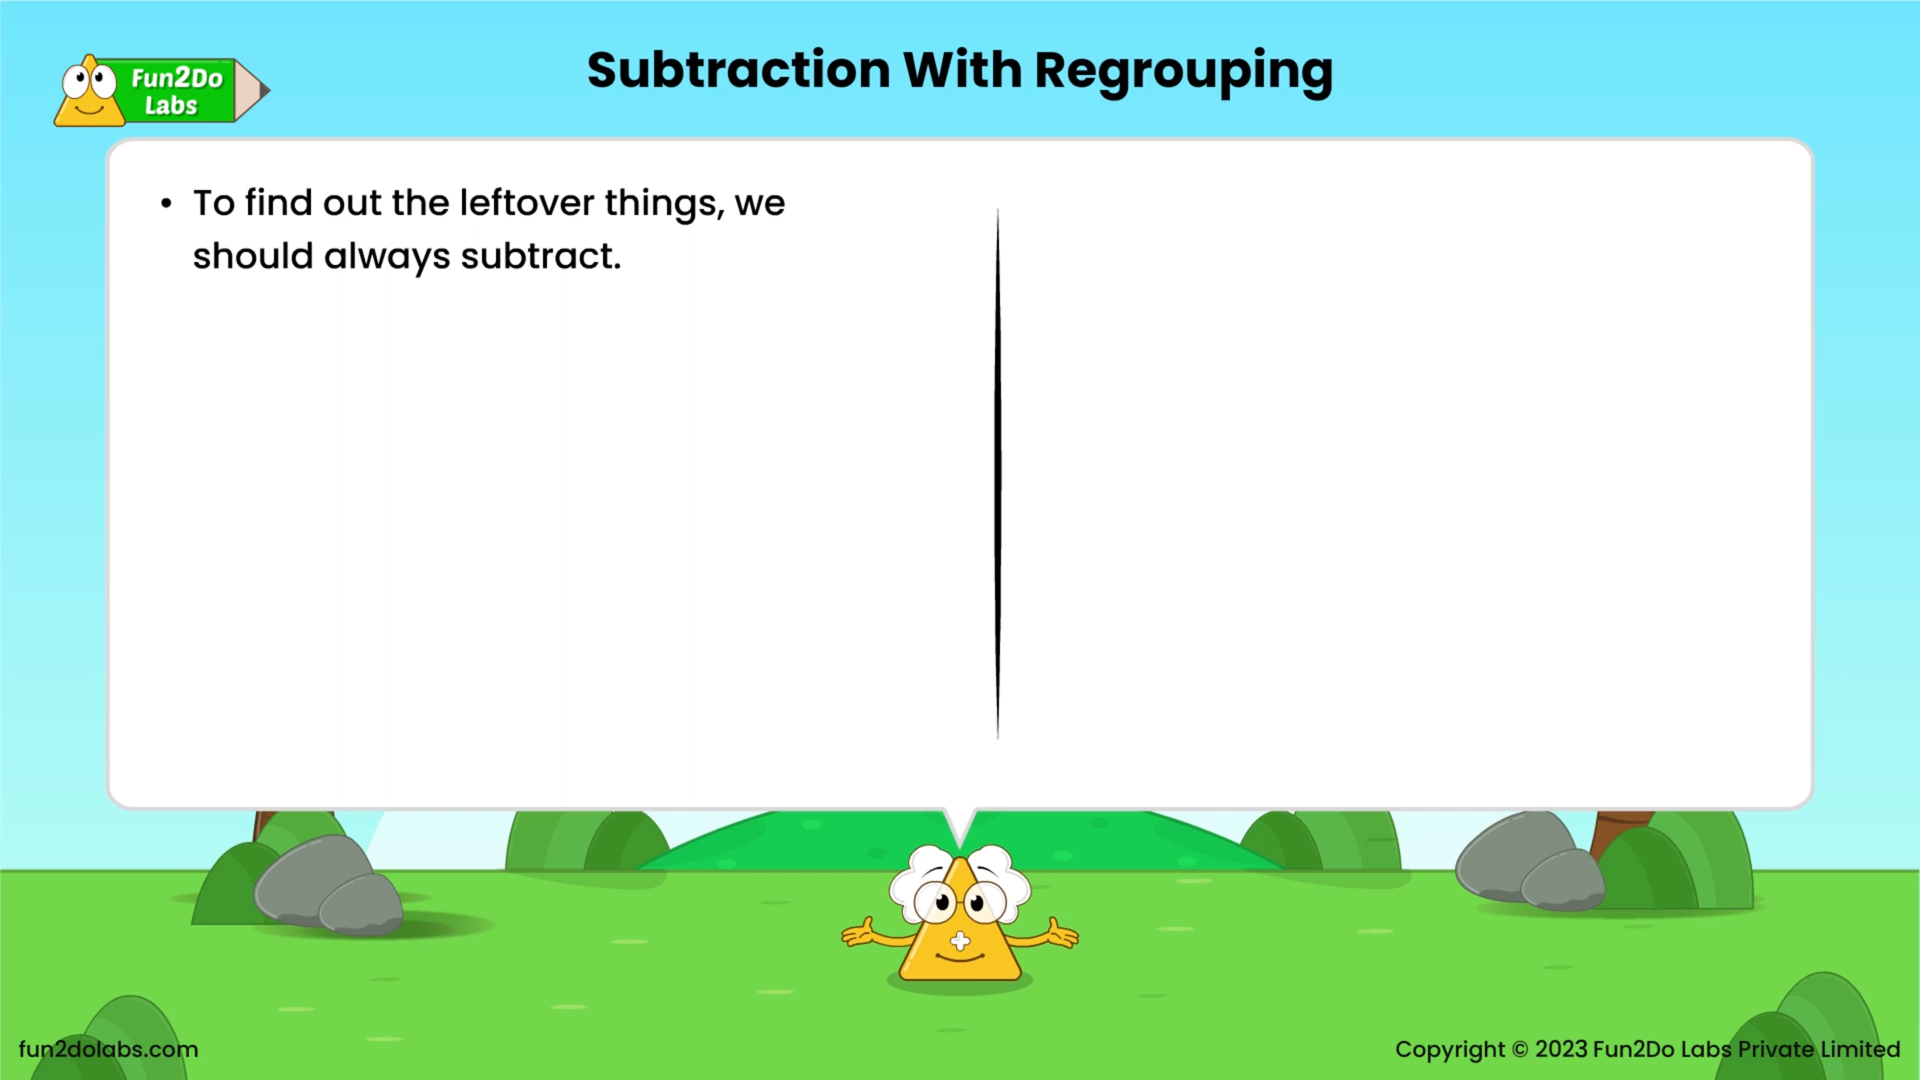 Subtraction With Regrouping
Fun2Do
Labs
• To find out the leftover things, we
should always subtract.
fun2dolabs.com
Copyright © 2023 Fun2Do Labs Private Limited